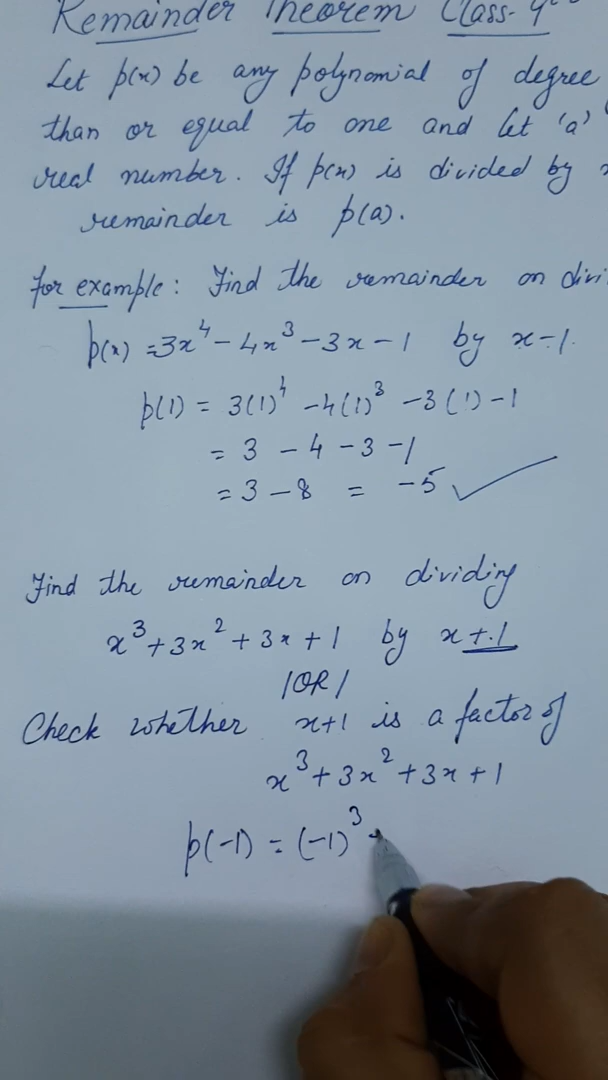 Remainder Theorem Class-9th
Let p(x) be any polynomial of degree
than or equal to one and let 'a'
real number. If p(x) is divided by
remainder is p(a).
for example: Find the remainder on divi
p(x) = 3x⁴ - 4x³ - 3x - 1 by x - 1.
p(1) = 3(1)⁴ - 4(1)³ - 3(1) - 1
= 3 - 4 - 3 - 1
= 3 - 8 = -5 ✓
Find the remainder on dividing
x³ + 3x² + 3x + 1 by x + 1
/OR/
Check whether x+1 is a factor of
x³ + 3x² + 3x + 1
p(-1) = (-1)³